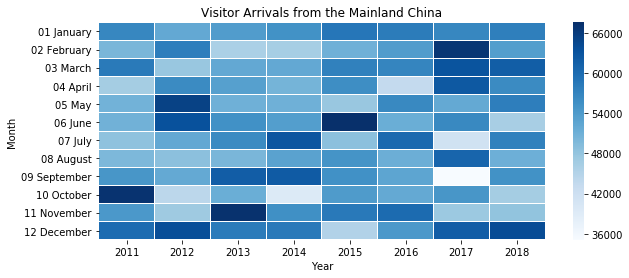 Visitor Arrivals from the Mainland China
Month
01 January
02 February
03 March
04 April
05 May
06 June
07 July
08 August
09 September
10 October
11 November
12 December
2011 2012 2013 2014 2015 2016 2017 2018
Year
66000
60000
54000
48000
42000
36000